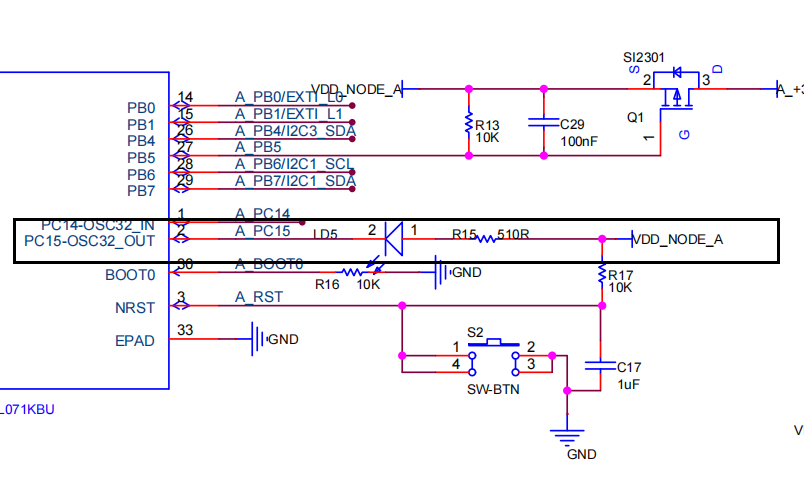 SI2301
S
D
2
3
14
A_PB0/EXTI_L0
VDD_NODE_A
A_+3
PB0
15
A_PB1/EXTI_L1
R13
C29
Q1
PB1
26
A_PB4/I2C3_SDA
10K
100nF
1
G
PB4
27
A_PB5
PB5
28
A_PB6/I2C1_SCL
PB6
29
A_PB7/I2C1_SDA
PB7
1
A_PC14
PC14-OSC32_IN
2
A_PC15
LD5
2
1
R15
510R
VDD_NODE_A
PC15-OSC32_OUT
30
A_BOOT0
BOOT0
R16
10K
GND
R17
10K
3
A_RST
NRST
33
EPAD
GND
S2
1
2
4
3
SW-BTN
C17
1uF
L071KBU
V
GND